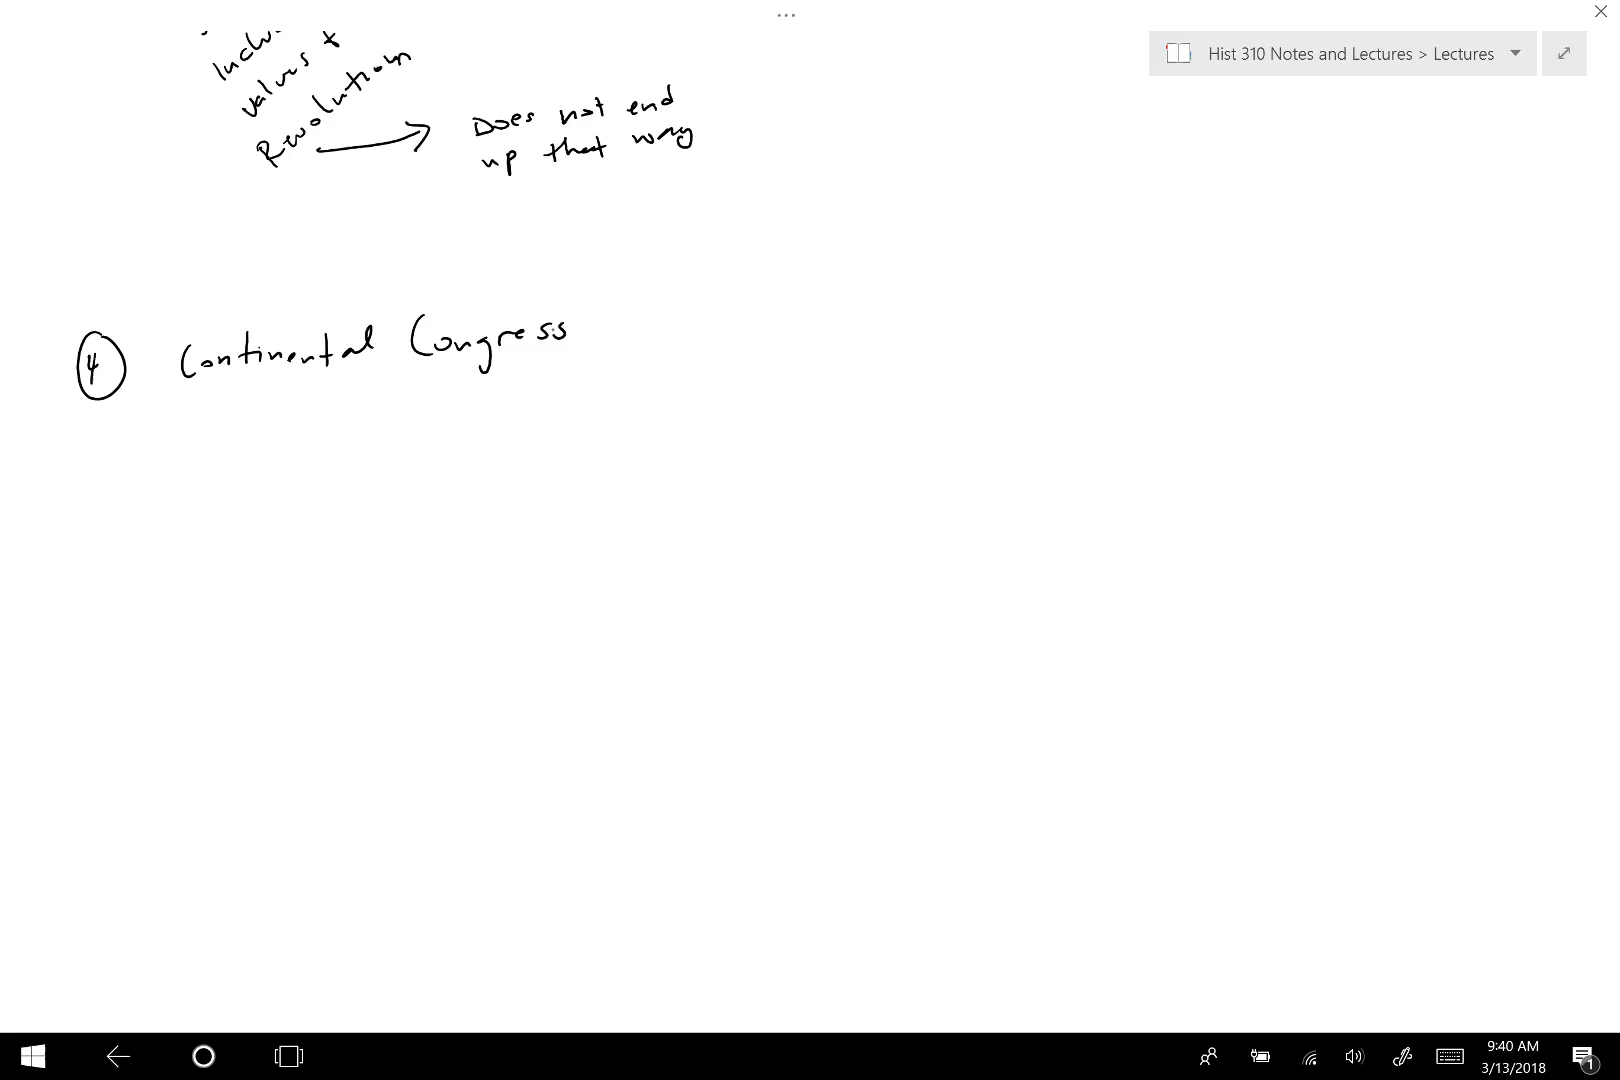 ...
Hist 310 Notes and Lectures > Lectures
values +
Revolution
Does not end
up that way
4 Continental Congress
9:40 AM
3/13/2018
1